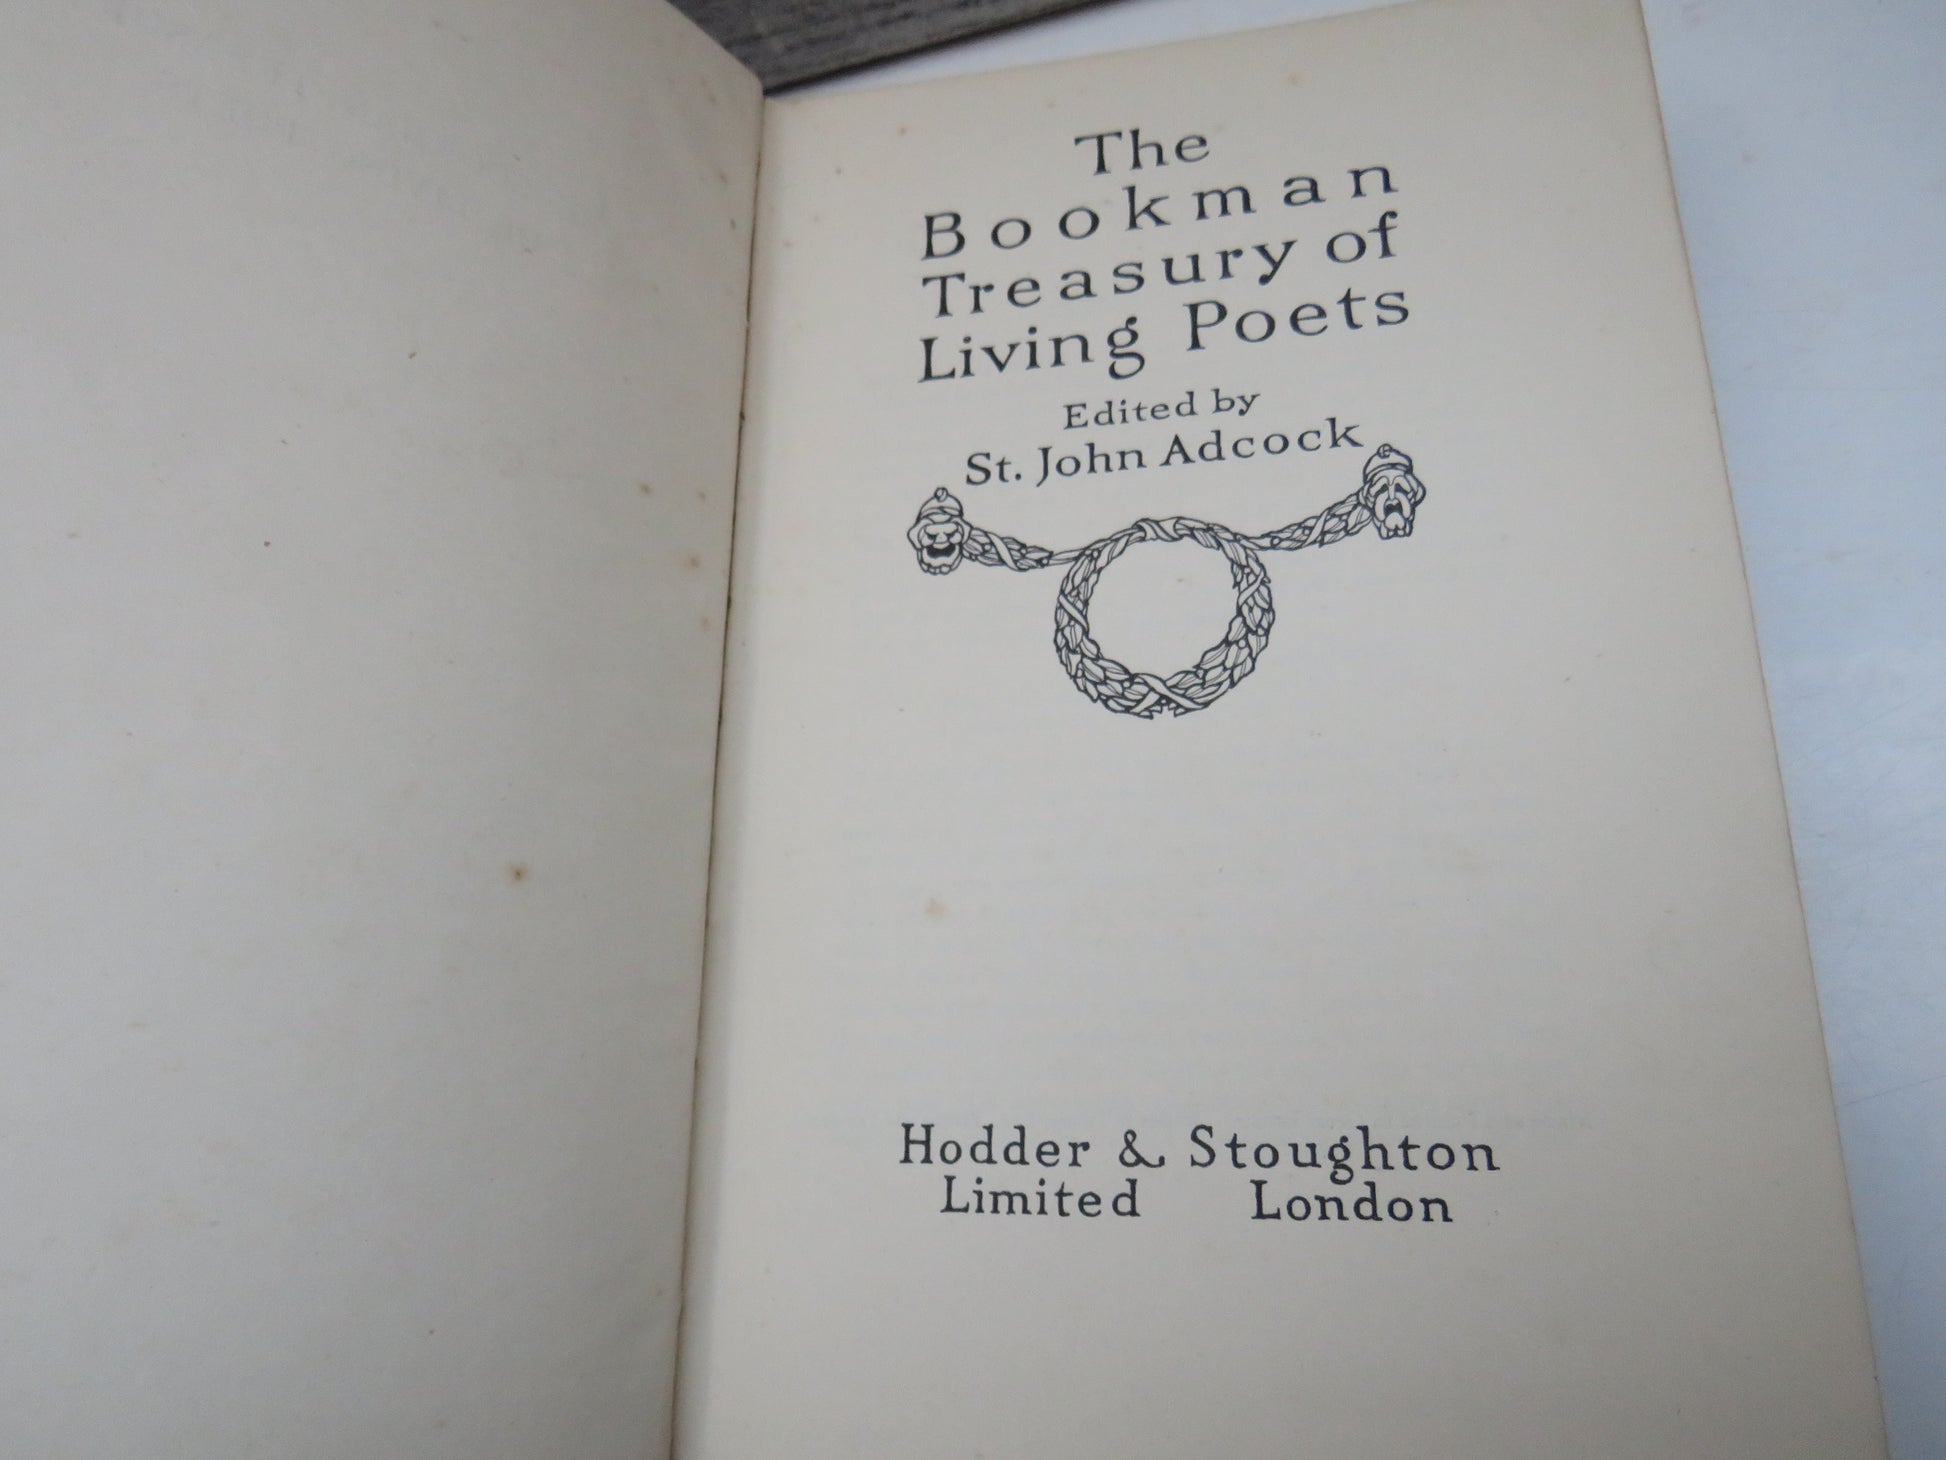 The
Bookman
Treasury of
Living Poets
Edited by
St. John Adcock
Hodder & Stoughton
Limited London